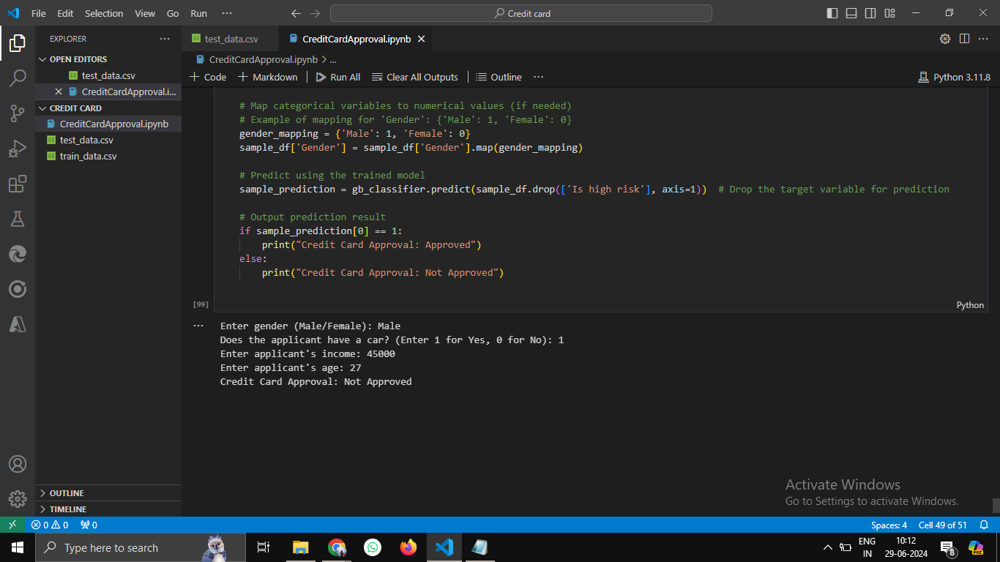 File Edit Selection View Go Run ··· Credit card
EXPLORER ···
OPEN EDITORS
test_data.csv
CreditCardApproval.i...
CREDIT CARD
CreditCardApproval.ipynb
test_data.csv
train_data.csv
OUTLINE
TIMELINE
test_data.csv CreditCardApproval.ipynb
CreditCardApproval.ipynb > ...
+ Code + Markdown Run All Clear All Outputs Outline ··· Python 3.11.8
# Map categorical variables to numerical values (if needed)
# Example of mapping for 'Gender': {'Male': 1, 'Female': 0}
gender_mapping = {'Male': 1, 'Female': 0}
sample_df['Gender'] = sample_df['Gender'].map(gender_mapping)
# Predict using the trained model
sample_prediction = gb_classifier.predict(sample_df.drop(['Is high risk'], axis=1))  # Drop the target variable for prediction
# Output prediction result
if sample_prediction[0] == 1:
    print("Credit Card Approval: Approved")
else:
    print("Credit Card Approval: Not Approved")
[99] Python
··· Enter gender (Male/Female): Male
Does the applicant have a car? (Enter 1 for Yes, 0 for No): 1
Enter applicant's income: 45000
Enter applicant's age: 27
Credit Card Approval: Not Approved
Activate Windows
Go to Settings to activate Windows.
0 0 0 Spaces: 4 Cell 49 of 51
Type here to search
ENG
IN
10:12
29-06-2024
8
PRE